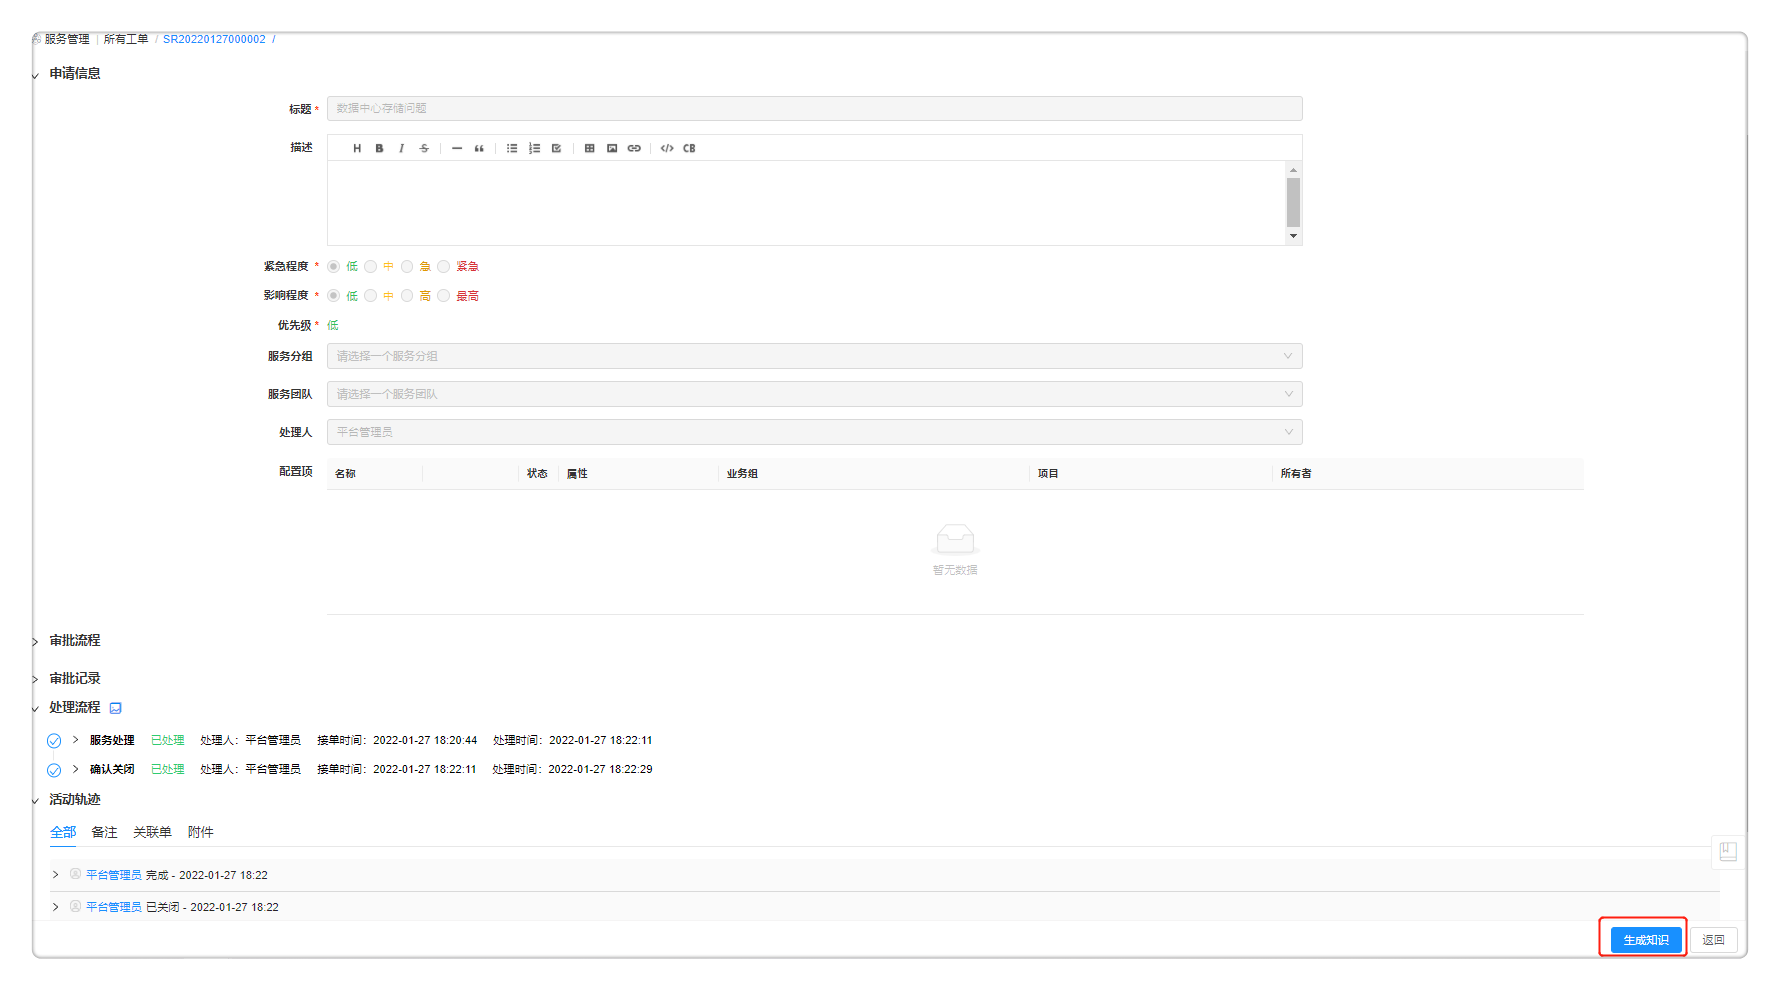 服务管理 | 所有工单 / SR20220127000002 /
申请信息
标题 * 数据中心存储问题
描述 H B I S — “ </> CB
紧急程度 * 低 中 急 紧急
影响程度 * 低 中 高 最高
优先级 * 低
服务分组 请选择一个服务分组
服务团队 请选择一个服务团队
处理人 平台管理员
配置项 名称 状态 属性 业务组 项目 所有者
暂无数据
审批流程
审批记录
处理流程
服务处理 已处理 处理人: 平台管理员 接单时间: 2022-01-27 18:20:44 处理时间: 2022-01-27 18:22:11
确认关闭 已处理 处理人: 平台管理员 接单时间: 2022-01-27 18:22:11 处理时间: 2022-01-27 18:22:29
活动轨迹
全部 备注 关联单 附件
平台管理员 完成 - 2022-01-27 18:22
平台管理员 已关闭 - 2022-01-27 18:22
生成知识 返回